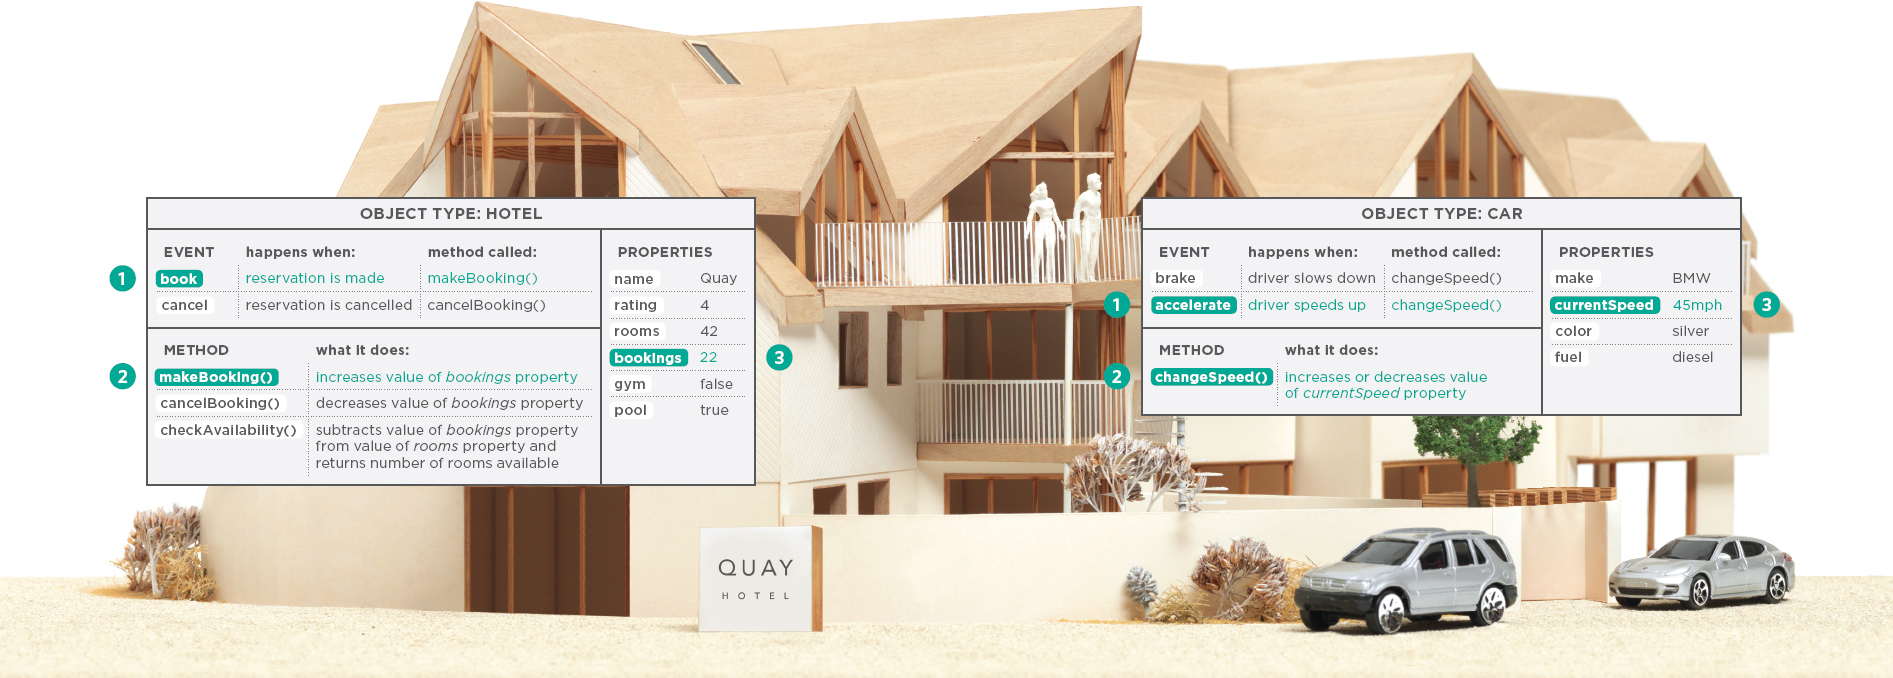 OBJECT TYPE: HOTEL
EVENT happens when: method called:
1 book reservation is made makeBooking()
cancel reservation is cancelled cancelBooking()
METHOD what it does:
2 makeBooking() increases value of bookings property
cancelBooking() decreases value of bookings property
checkAvailability() subtracts value of bookings property
from value of rooms property and
returns number of rooms available
PROPERTIES
name Quay
rating 4
rooms 42
bookings 22 3
gym false
pool true
OBJECT TYPE: CAR
EVENT happens when: method called:
brake driver slows down changeSpeed()
1 accelerate driver speeds up changeSpeed()
METHOD what it does:
2 changeSpeed() increases or decreases value
of currentSpeed property
PROPERTIES
make BMW
currentSpeed 45mph 3
color silver
fuel diesel
QUAY
HOTEL